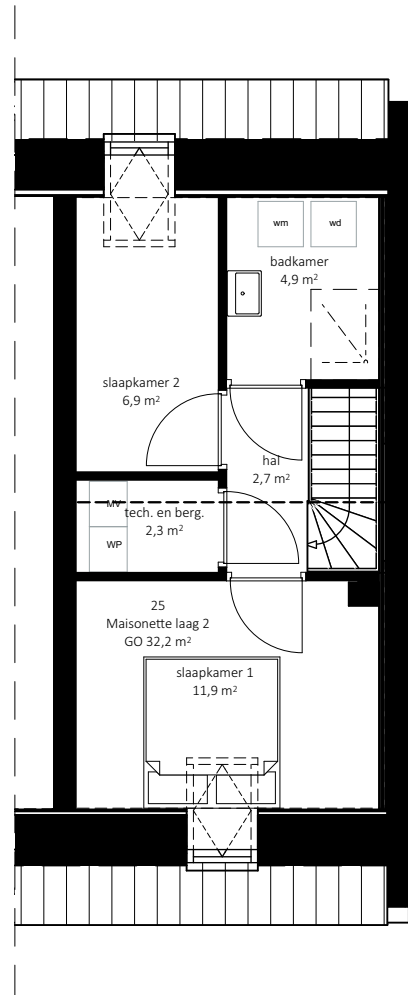 wm
wd
badkamer
4,9 m²
slaapkamer 2
6,9 m²
hal
2,7 m²
MV
tech. en berg.
2,3 m²
WP
25
Maisonette laag 2
GO 32,2 m²
slaapkamer 1
11,9 m²